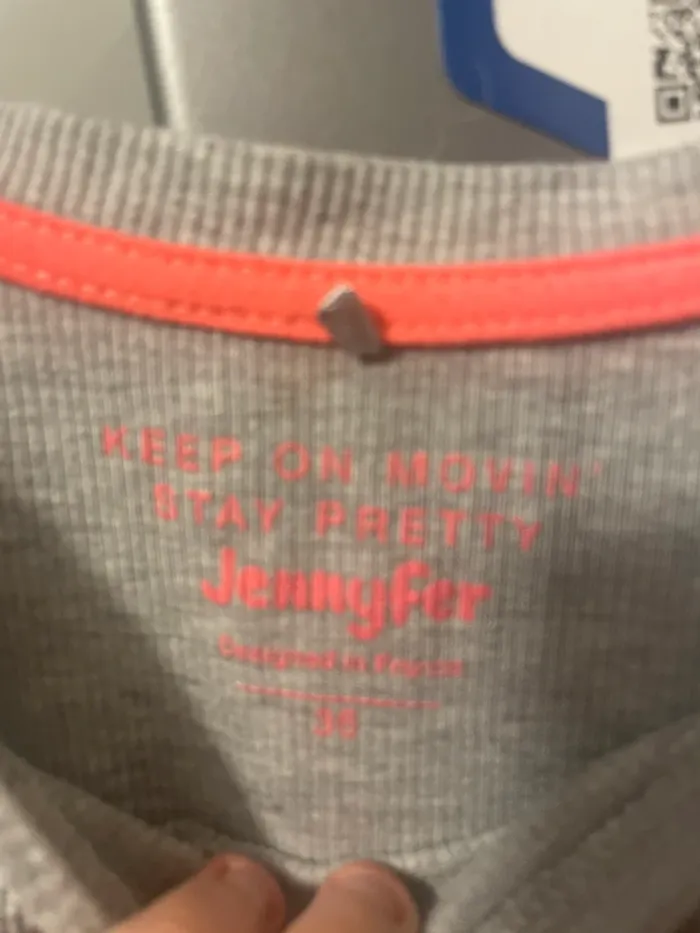 KEEP ON MOVIN'
STAY PRETTY
Jennyfer
Designed in France
36